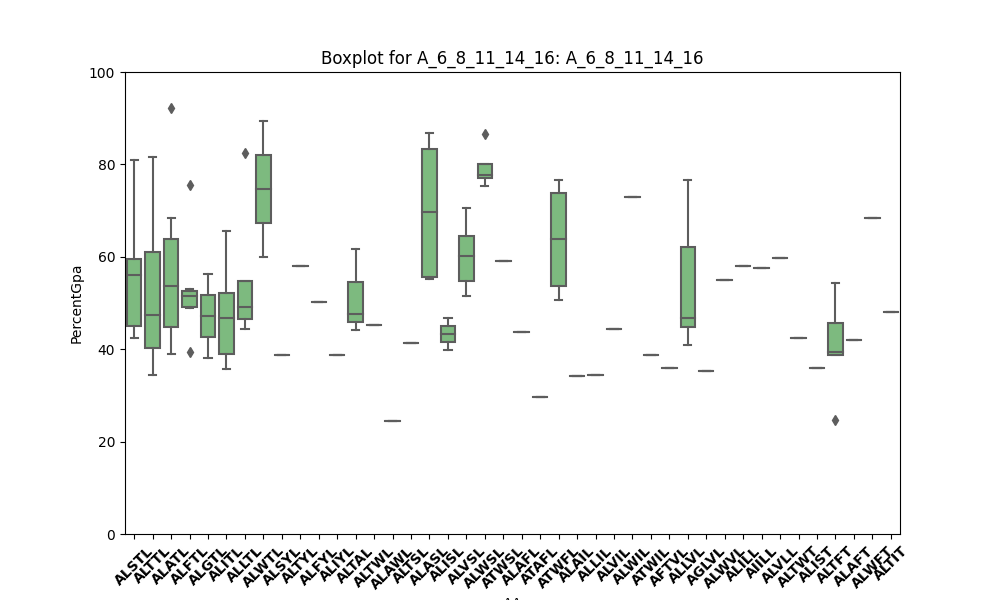 Boxplot for A_6_8_11_14_16: A_6_8_11_14_16
PercentGpa
100
80
60
40
20
0
ALSTL
ALTTL
ALATL
ALFTL
ALGTL
ALITL
ALLTL
ALWTL
ALSYL
ALTYL
ALFYL
ALIYL
ALTAL
ALTWL
ALAWL
ALFSL
ALASL
ALISL
ALVSL
ALWSL
ATWSL
ALAFL
ATAFL
ATWFL
ALAIL
ALLIL
ALVIL
ALWIL
ATWIL
AFTVL
ALLVL
AGLVL
ALWVL
ALILL
AIILL
ALVLL
ALTWT
ALIST
ALTFT
ALAFT
ALWFT
ALTIT